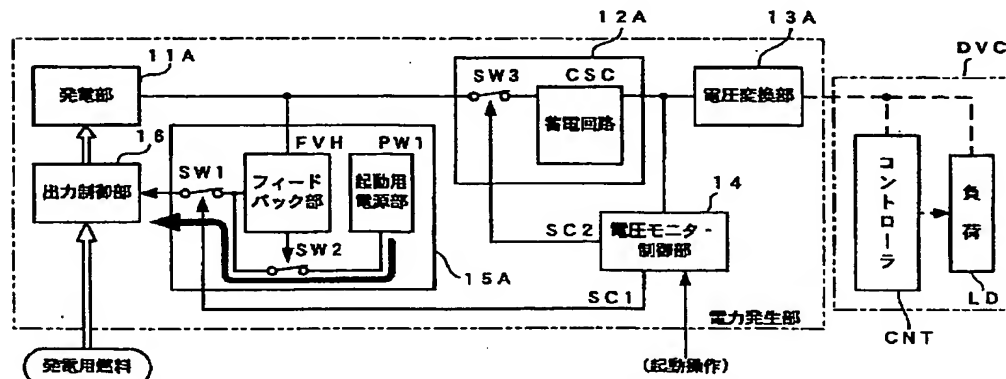 12A
13A
DVC
11A
SW3
CSC
発電部
蓄電回路
電圧変換部
16
FVH
PW1
SW1
出力制御部
フィード
バック部
起動用
電源部
SW2
SC2
14
電圧モニタ・
制御部
コントローラ
負荷
15A
SC1
LD
電力発生部
CNT
発電用燃料
(起動操作)